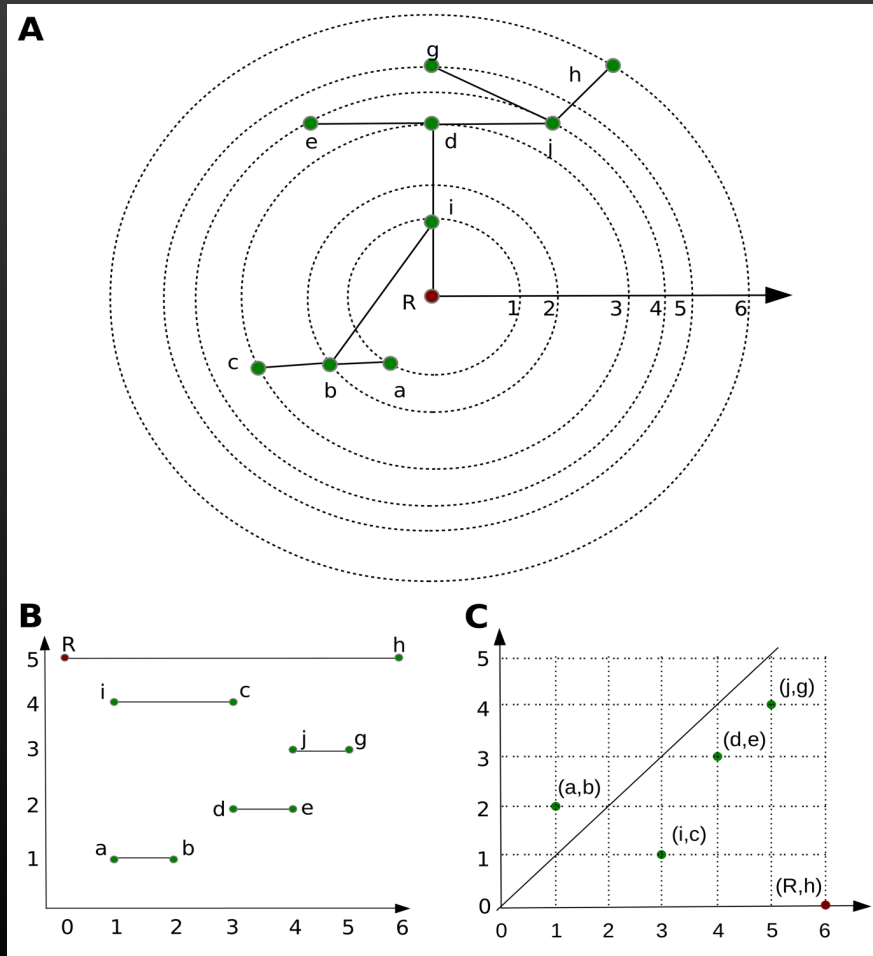 A
g
h
e
d
j
i
R
1 2 3 4 5 6
c
b
a
B
R h
5
i c
4
j g
3
d e
2
a b
1
0 1 2 3 4 5 6
C
5
(j,g)
4
(d,e)
3
(a,b)
2
(i,c)
1
(R,h)
0
0 1 2 3 4 5 6